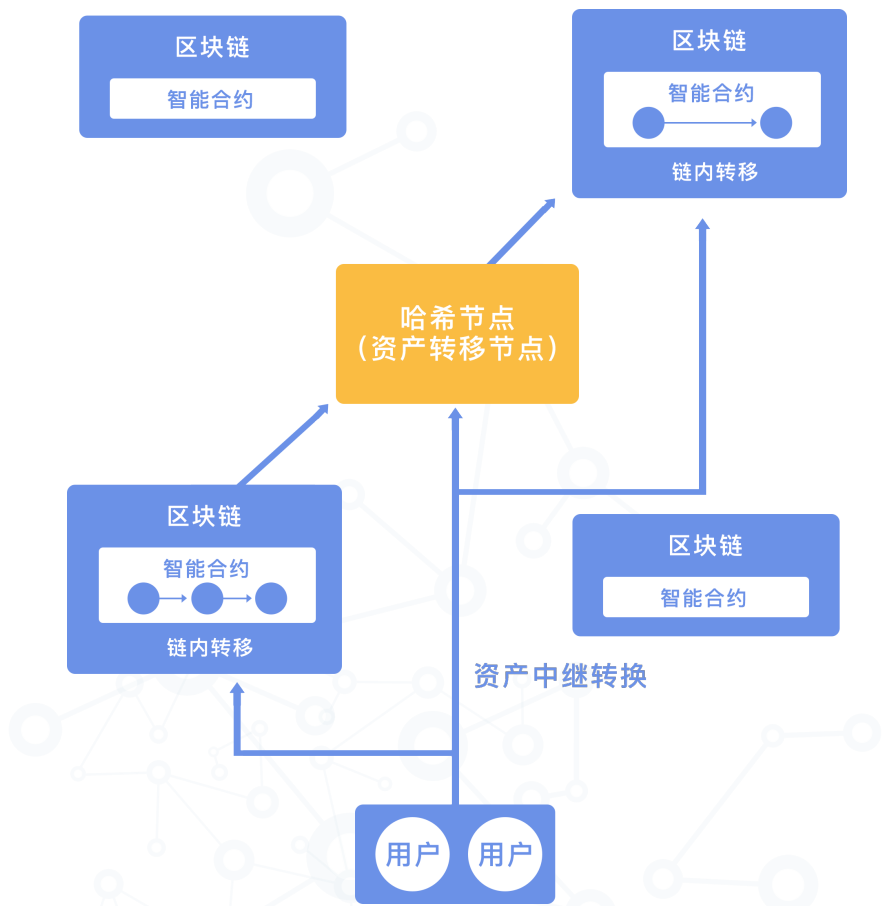 区块链
智能合约
区块链
智能合约
链内转移
哈希节点
（资产转移节点）
区块链
智能合约
链内转移
区块链
智能合约
资产中继转换
用户
用户